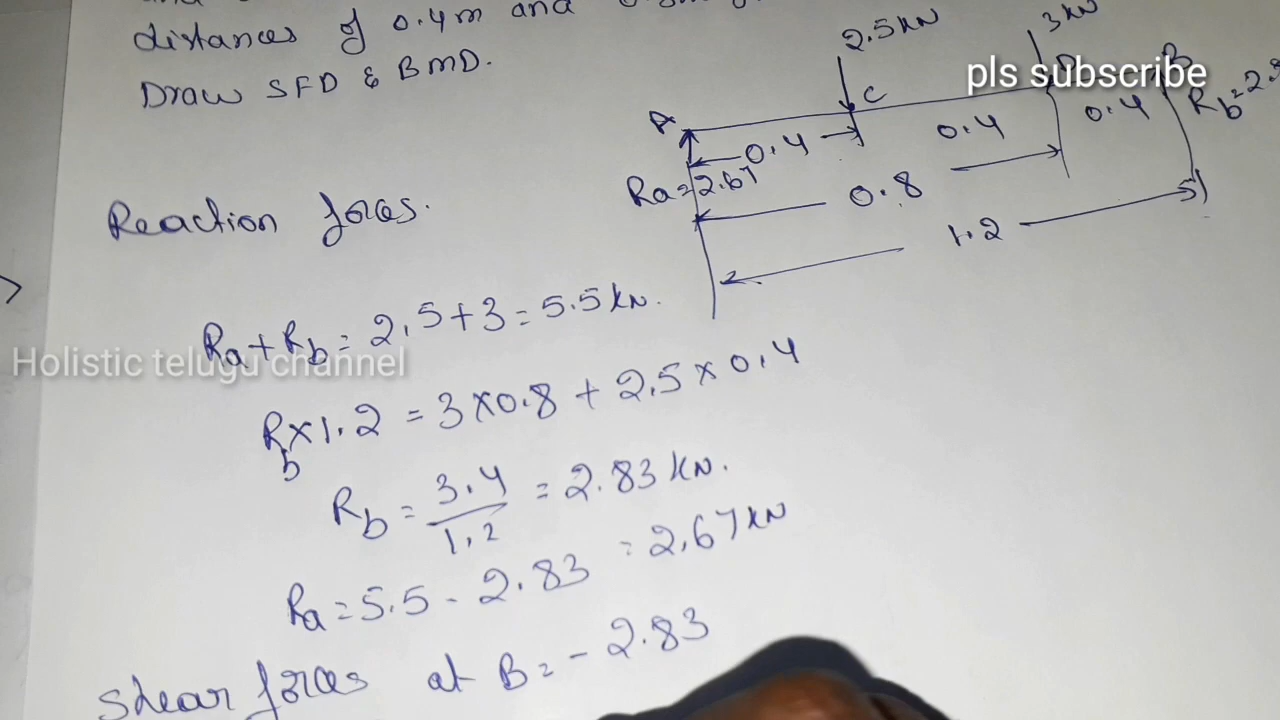 distances of 0.4m and
Draw SFD & BMD.
2.5kN
3kN
pls subscribe
A
C
D
B
0.4
0.4
0.4
Ra=2.67
Rb=2.8
0.8
1.2
Reaction forces.
Ra+Rb= 2.5+3=5.5kN.
Holistic telugu channel
Rb×1.2 = 3×0.8 + 2.5×0.4
Rb = 3.4/1.2 = 2.83 kN.
Ra = 5.5 - 2.83 = 2.67kN
Shear forces at B= -2.83